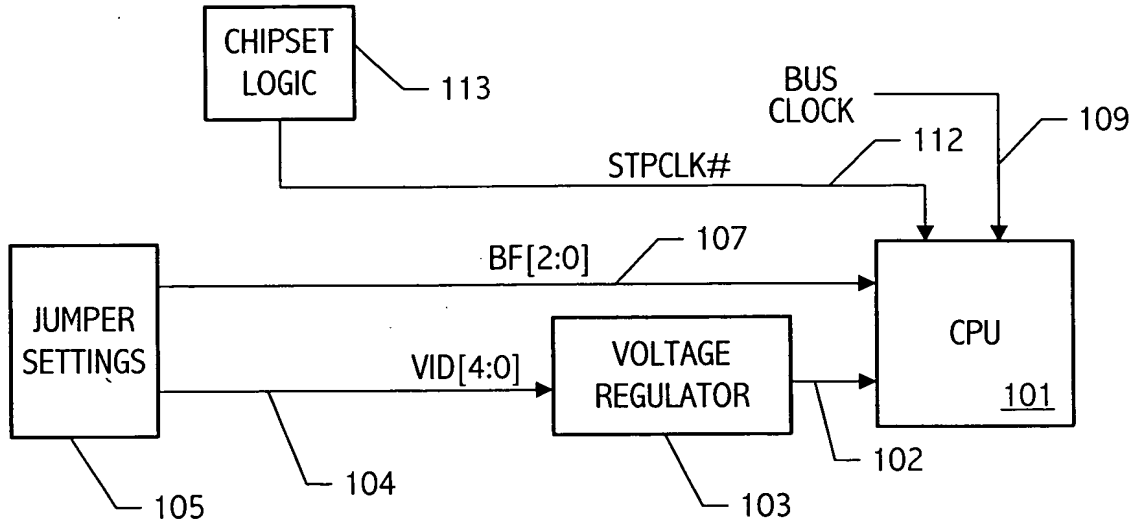 CHIPSET
LOGIC
113
BUS
CLOCK
109
STPCLK#
112
107
BF[2:0]
JUMPER
SETTINGS
CPU
VOLTAGE
REGULATOR
VID[4:0]
101
102
104
103
105